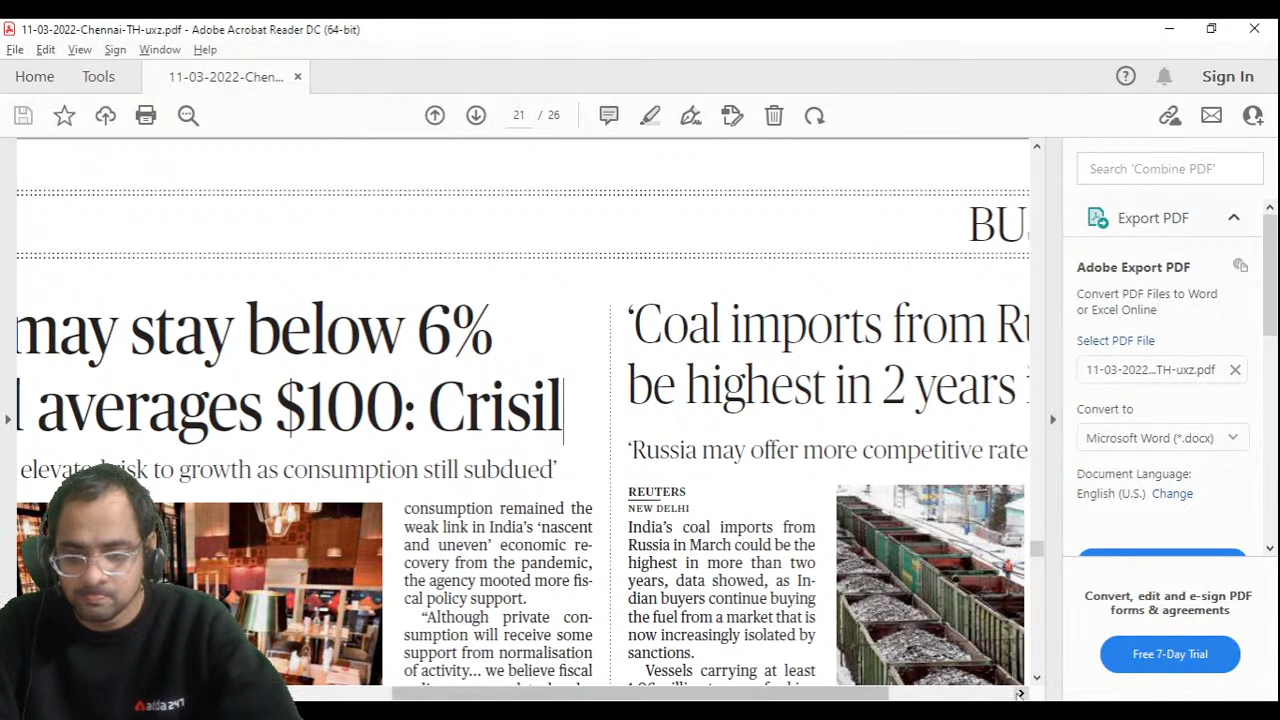 11-03-2022-Chennai-TH-uxz.pdf - Adobe Acrobat Reader DC (64-bit)
File Edit View Sign Window Help
Home Tools 11-03-2022-Chen... ×
Sign In
21 / 26
BUS
may stay below 6%
averages $100: Crisil
elevated risk to growth as consumption still subdued’
consumption remained the
weak link in India’s ‘nascent
and uneven’ economic re-
covery from the pandemic,
the agency mooted more fis-
cal policy support.
“Although private con-
sumption will receive some
support from normalisation
of activity... we believe fiscal
‘Coal imports from Ru
be highest in 2 years
‘Russia may offer more competitive rate
REUTERS
NEW DELHI
India’s coal imports from
Russia in March could be the
highest in more than two
years, data showed, as In-
dian buyers continue buying
the fuel from a market that is
now increasingly isolated by
sanctions.
Vessels carrying at least
Search 'Combine PDF'
Export PDF
Adobe Export PDF
Convert PDF Files to Word
or Excel Online
Select PDF File
11-03-2022...TH-uxz.pdf
Convert to
Microsoft Word (*.docx)
Document Language:
English (U.S.) Change
Convert, edit and e-sign PDF
forms & agreements
Free 7-Day Trial
adda 247